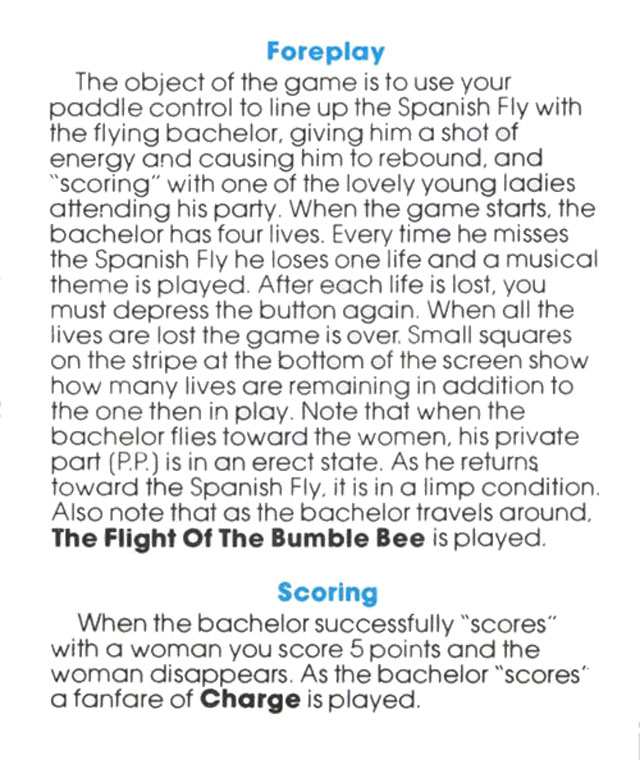 Foreplay
The object of the game is to use your
paddle control to line up the Spanish Fly with
the flying bachelor, giving him a shot of
energy and causing him to rebound, and
"scoring" with one of the lovely young ladies
attending his party. When the game starts, the
bachelor has four lives. Every time he misses
the Spanish Fly he loses one life and a musical
theme is played. After each life is lost, you
must depress the button again. When all the
lives are lost the game is over. Small squares
on the stripe at the bottom of the screen show
how many lives are remaining in addition to
the one then in play. Note that when the
bachelor flies toward the women, his private
part (P.P.) is in an erect state. As he returns
toward the Spanish Fly, it is in a limp condition.
Also note that as the bachelor travels around,
The Flight Of The Bumble Bee is played.
Scoring
When the bachelor successfully "scores"
with a woman you score 5 points and the
woman disappears. As the bachelor "scores"
a fanfare of Charge is played.